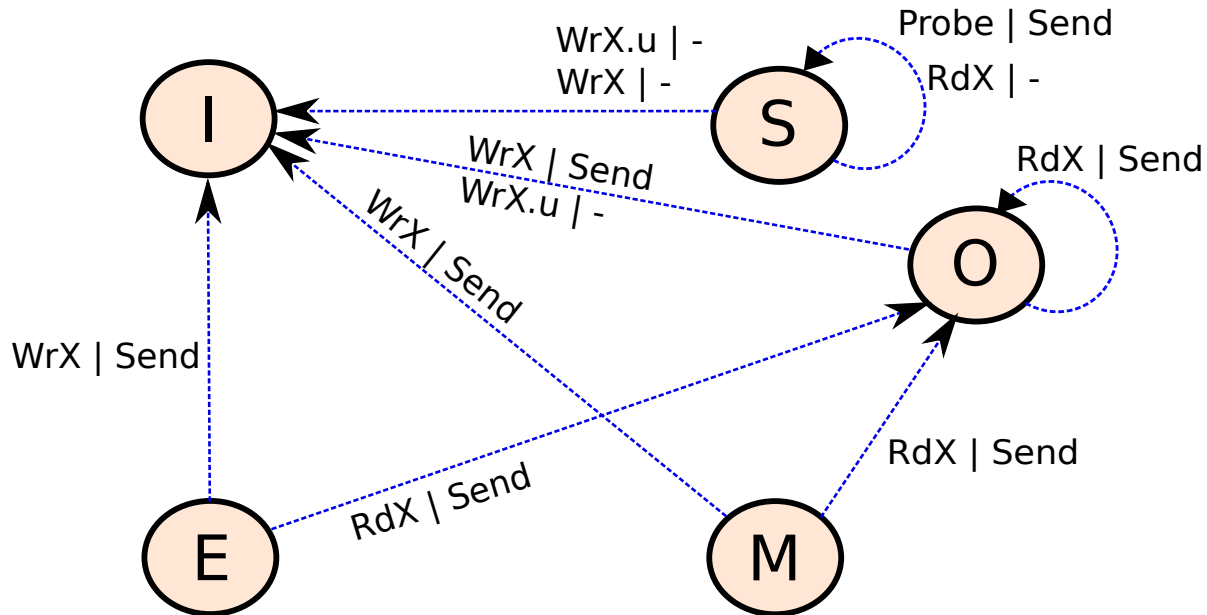 Probe | Send
WrX.u | -
WrX | -
RdX | -
I
S
WrX | Send
WrX.u | -
RdX | Send
O
WrX | Send
WrX | Send
RdX | Send
RdX | Send
E
M